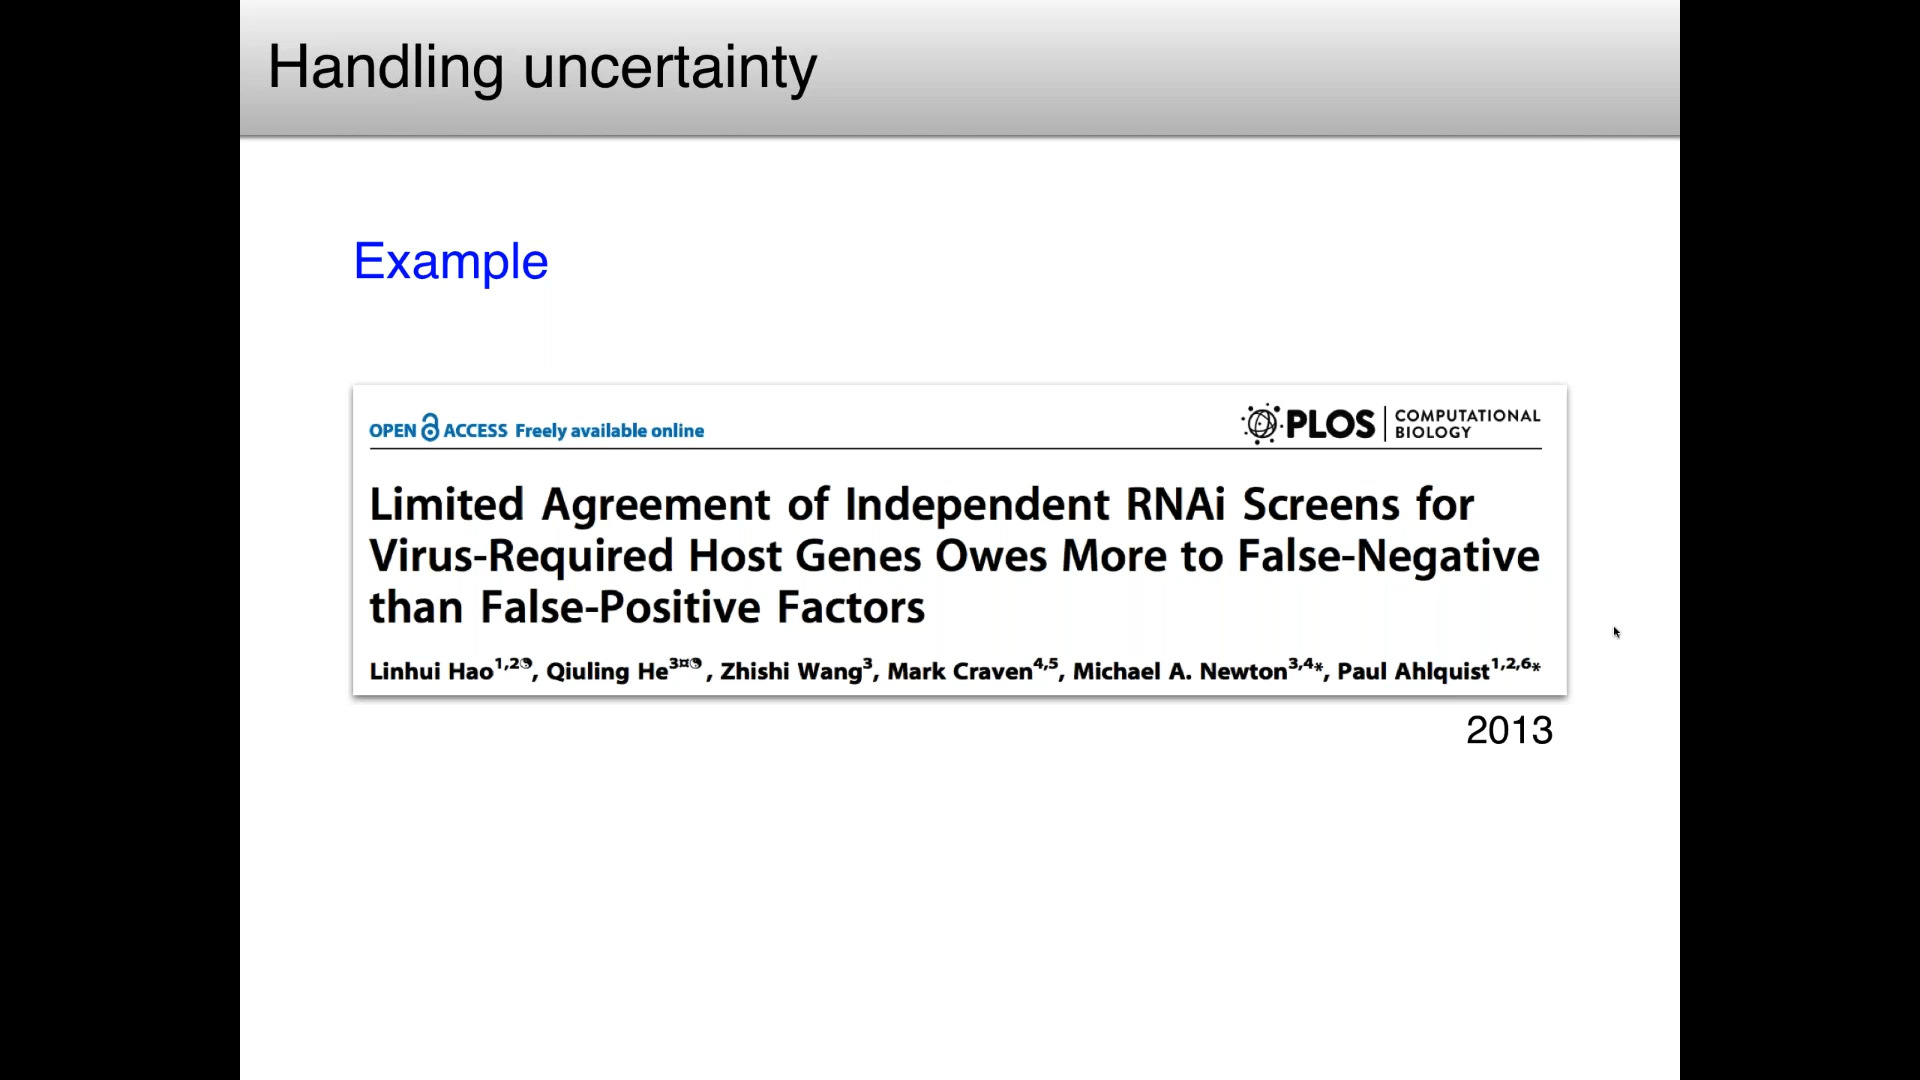 Handling uncertainty
Example
OPEN ACCESS Freely available online
PLOS | COMPUTATIONAL BIOLOGY
Limited Agreement of Independent RNAi Screens for
Virus-Required Host Genes Owes More to False-Negative
than False-Positive Factors
Linhui Hao1,2☯, Qiuling He3¤☯, Zhishi Wang3, Mark Craven4,5, Michael A. Newton3,4*, Paul Ahlquist1,2,6*
2013